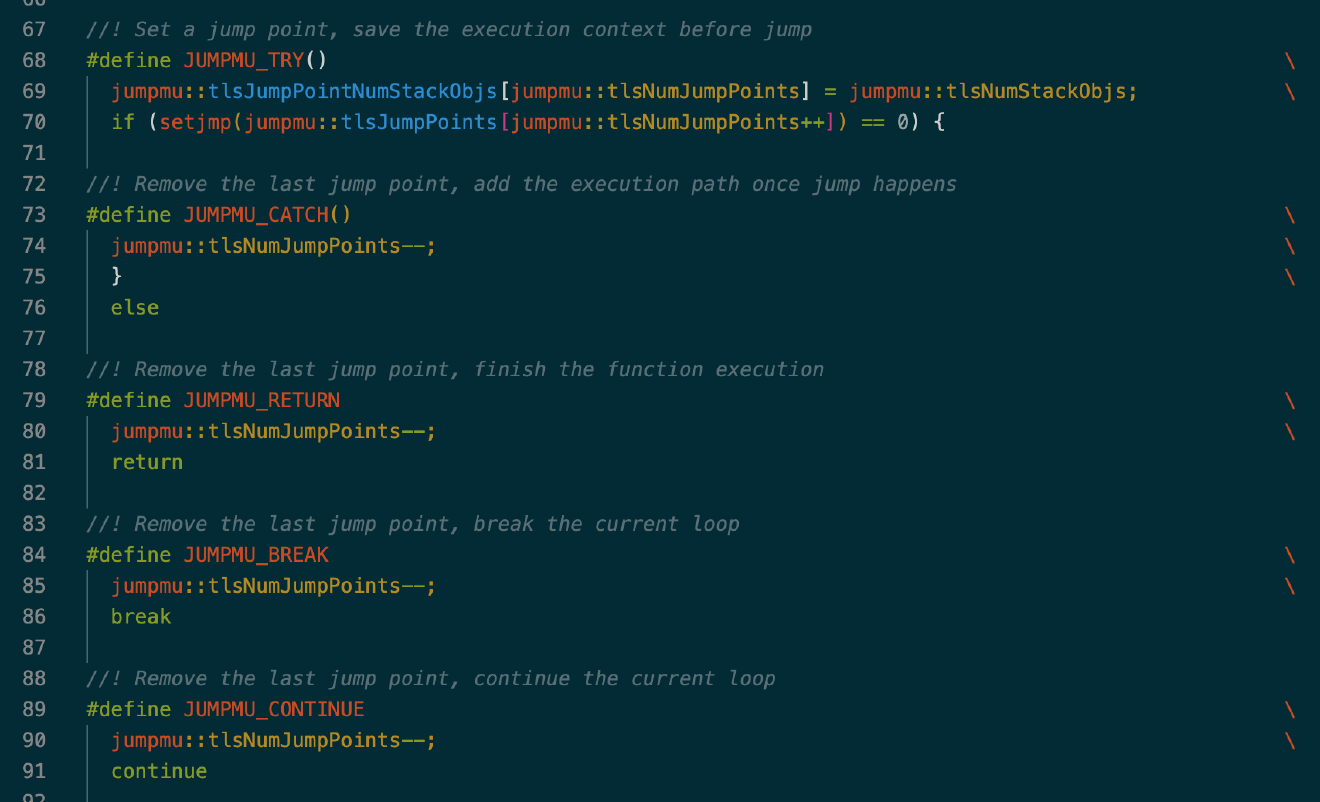 67 //! Set a jump point, save the execution context before jump
68 #define JUMPMU_TRY() \
69 jumpmu::tlsJumpPointNumStackObjs[jumpmu::tlsNumJumpPoints] = jumpmu::tlsNumStackObjs; \
70 if (setjmp(jumpmu::tlsJumpPoints[jumpmu::tlsNumJumpPoints++]) == 0) {
71
72 //! Remove the last jump point, add the execution path once jump happens
73 #define JUMPMU_CATCH() \
74 jumpmu::tlsNumJumpPoints--; \
75 } \
76 else
77
78 //! Remove the last jump point, finish the function execution
79 #define JUMPMU_RETURN \
80 jumpmu::tlsNumJumpPoints--; \
81 return
82
83 //! Remove the last jump point, break the current loop
84 #define JUMPMU_BREAK \
85 jumpmu::tlsNumJumpPoints--; \
86 break
87
88 //! Remove the last jump point, continue the current loop
89 #define JUMPMU_CONTINUE \
90 jumpmu::tlsNumJumpPoints--; \
91 continue